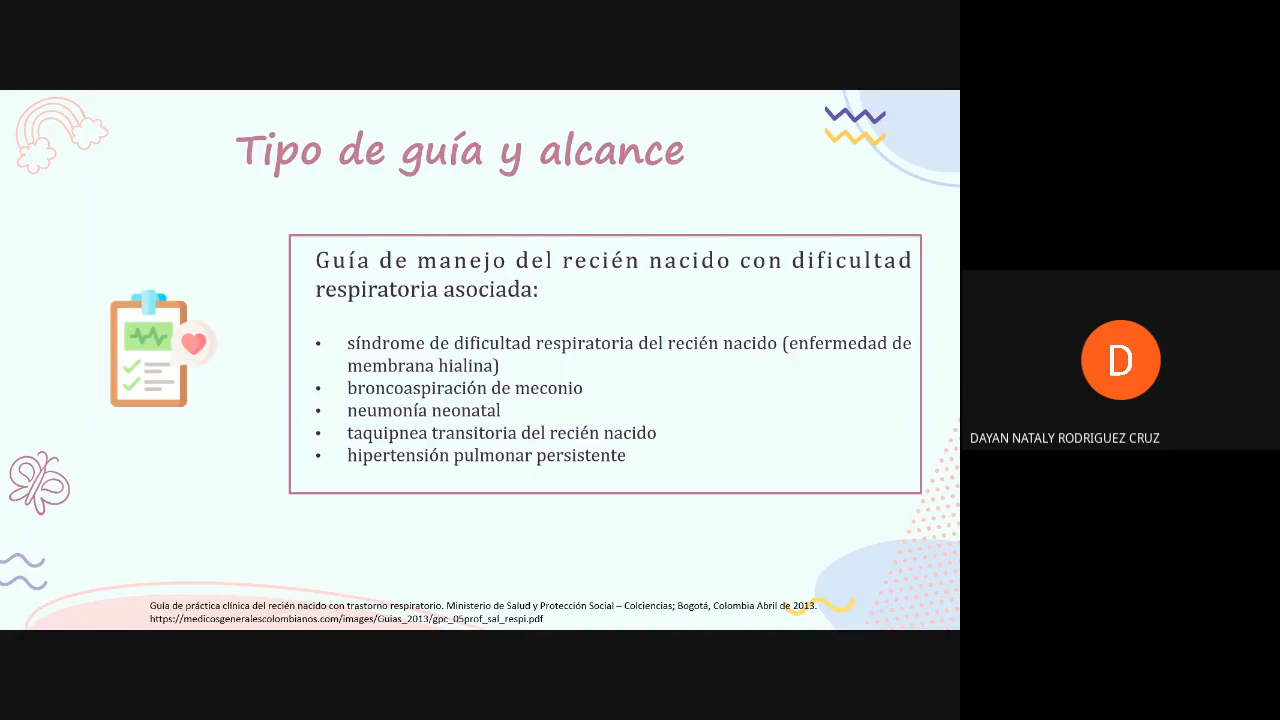 Tipo de guía y alcance
Guía de manejo del recién nacido con dificultad
respiratoria asociada:
• síndrome de dificultad respiratoria del recién nacido (enfermedad de
membrana hialina)
• broncoaspiración de meconio
• neumonía neonatal
• taquipnea transitoria del recién nacido
• hipertensión pulmonar persistente
Guía de práctica clínica del recién nacido con trastorno respiratorio. Ministerio de Salud y Protección Social – Colciencias; Bogotá, Colombia Abril de 2013.
https://medicosgeneralescolombianos.com/images/Guias_2013/gpc_05prof_sal_respi.pdf
D
DAYAN NATALY RODRIGUEZ CRUZ